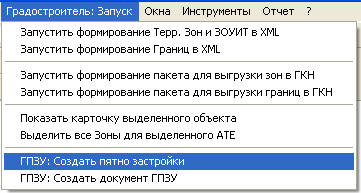 Градостроитель: Запуск Окна Инструменты Отчет ?
Запустить формирование Терр. Зон и ЗОУИТ в XML
Запустить формирование Границ в XML
Запустить формирование пакета для выгрузки зон в ГКН
Запустить формирование пакета для выгрузки границ в ГКН
Показать карточку выделенного объекта
Выделить все Зоны для выделенного АТЕ
ГПЗУ: Создать пятно застройки
ГПЗУ: Создать документ ГПЗУ